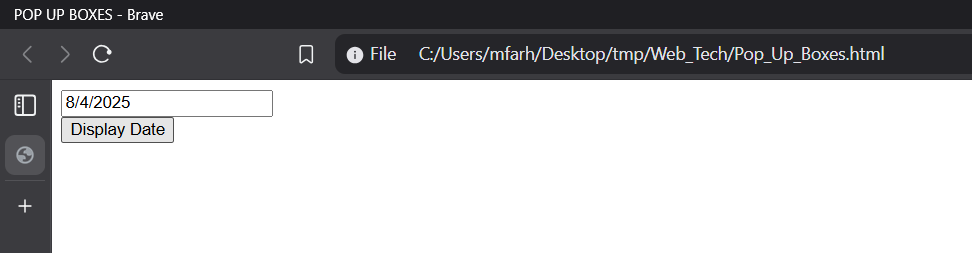 POP UP BOXES - Brave
File C:/Users/mfarh/Desktop/tmp/Web_Tech/Pop_Up_Boxes.html
8/4/2025
Display Date